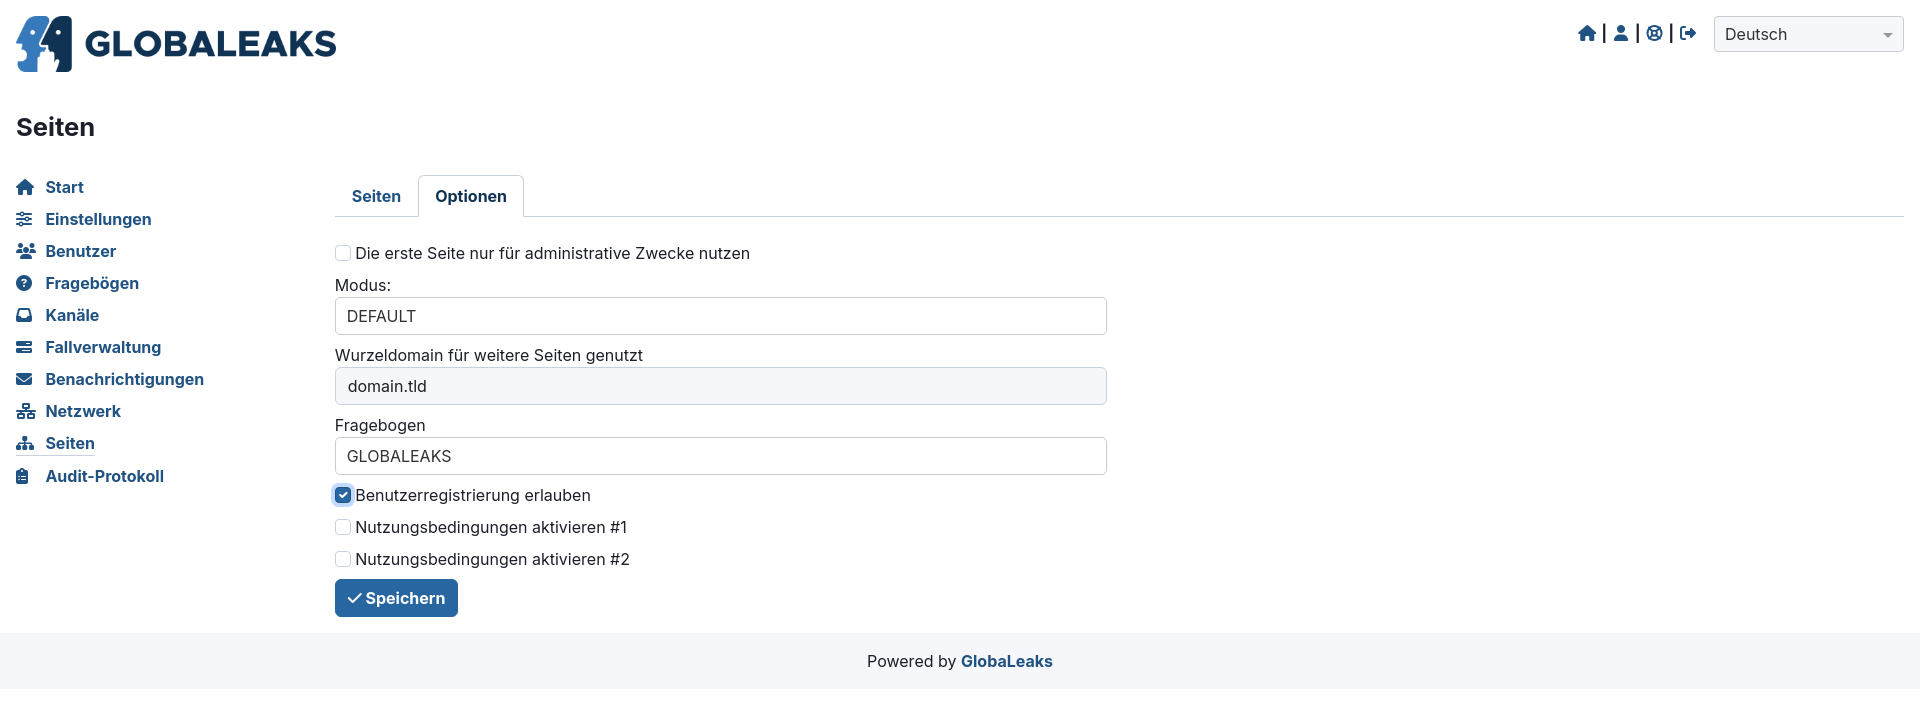 GLOBALEAKS
Deutsch
Seiten
Start
Einstellungen
Benutzer
Fragebögen
Kanäle
Fallverwaltung
Benachrichtigungen
Netzwerk
Seiten
Audit-Protokoll
Seiten Optionen
Die erste Seite nur für administrative Zwecke nutzen
Modus:
DEFAULT
Wurzeldomain für weitere Seiten genutzt
domain.tld
Fragebogen
GLOBALEAKS
Benutzerregistrierung erlauben
Nutzungsbedingungen aktivieren #1
Nutzungsbedingungen aktivieren #2
Speichern
Powered by GlobaLeaks